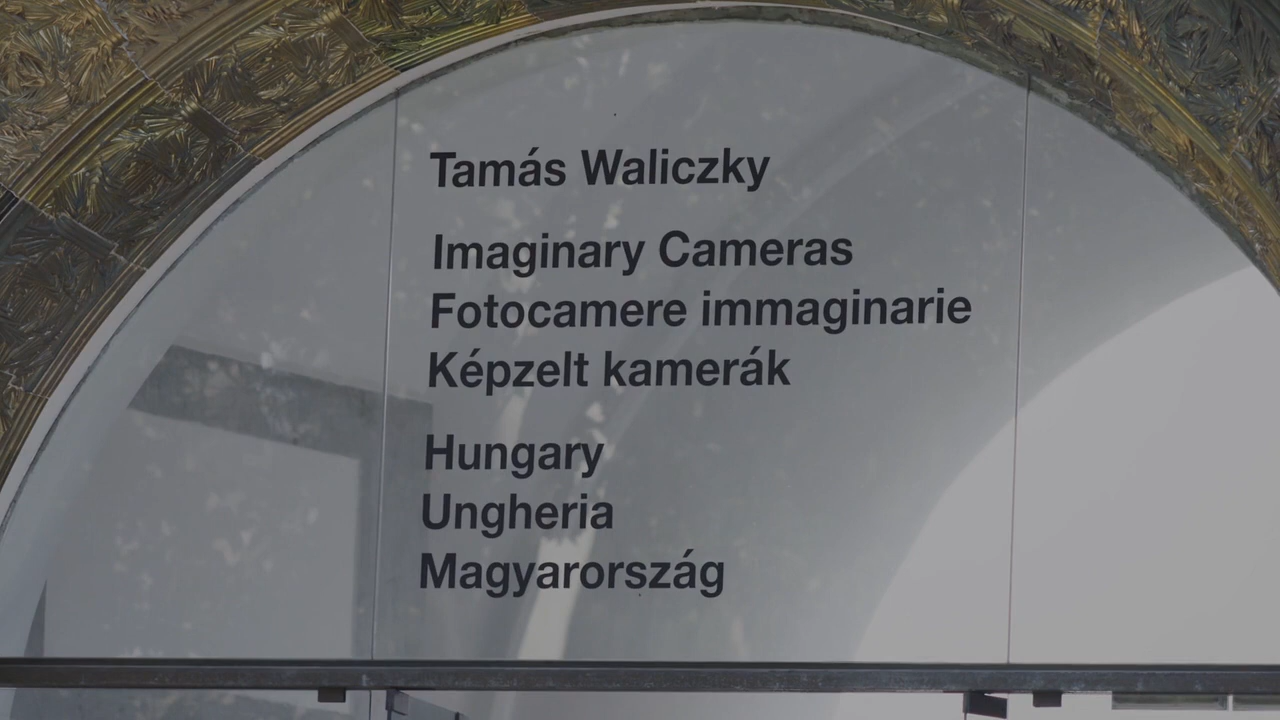 Tamás Waliczky
Imaginary Cameras
Fotocamere immaginarie
Képzelt kamerák
Hungary
Ungheria
Magyarország